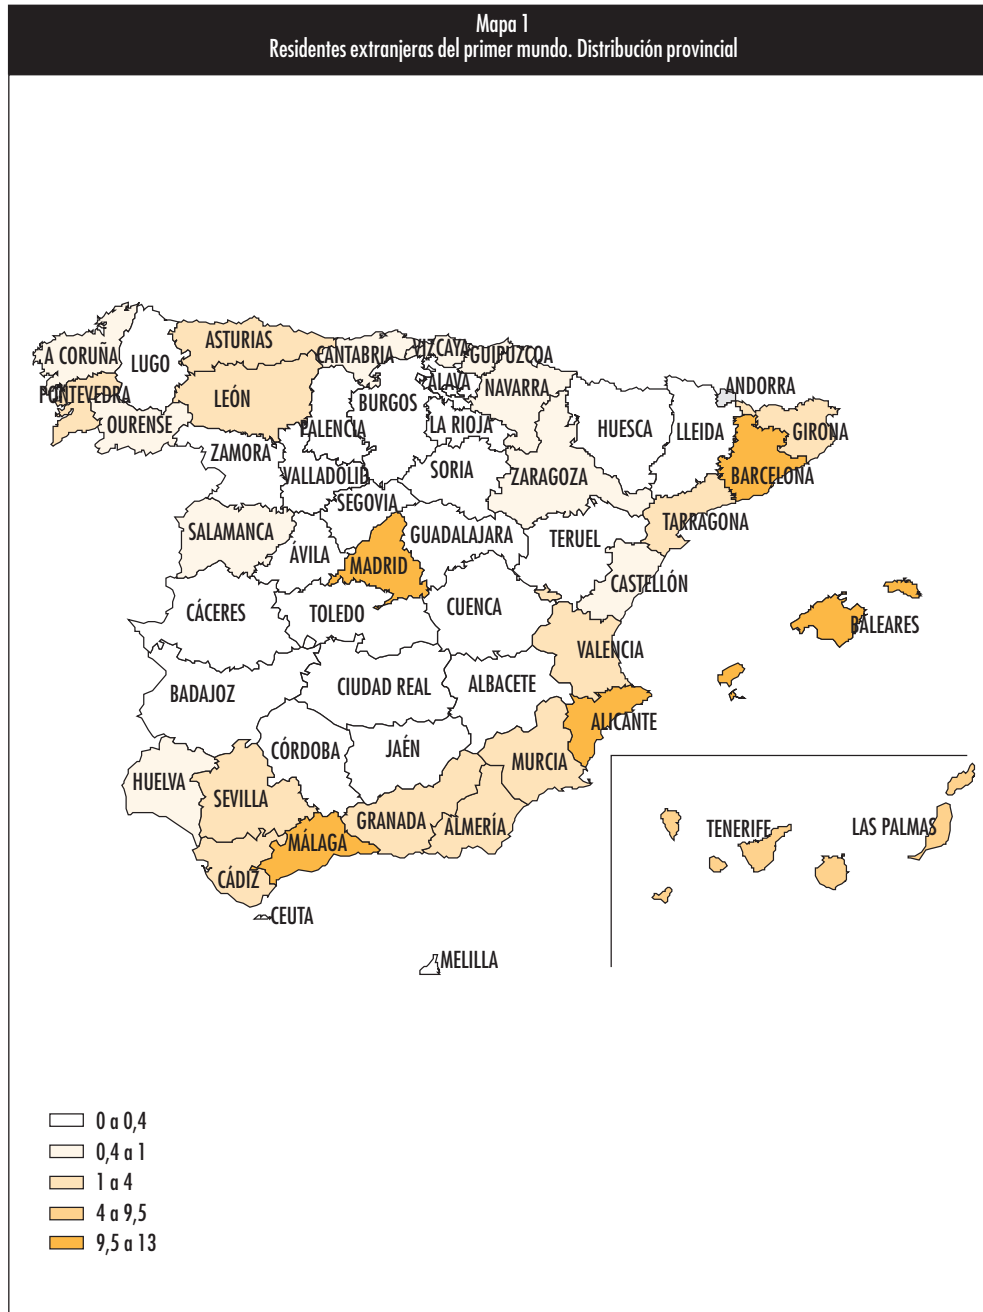 Mapa 1
Residentes extranjeras del primer mundo. Distribución provincial
A CORUÑA
LUGO
ASTURIAS
CANTABRIA
VIZCAYA
GUIPÚZCOA
PONTEVEDRA
OURENSE
LEÓN
PALENCIA
BURGOS
ÁLAVA
NAVARRA
LA RIOJA
HUESCA
LLEIDA
ANDORRA
GIRONA
BARCELONA
ZAMORA
VALLADOLID
SORIA
ZARAGOZA
TARRAGONA
SEGOVIA
SALAMANCA
ÁVILA
MADRID
GUADALAJARA
TERUEL
CASTELLÓN
CÁCERES
TOLEDO
CUENCA
VALENCIA
BALEARES
BADAJOZ
CIUDAD REAL
ALBACETE
ALICANTE
CÓRDOBA
JAÉN
MURCIA
HUELVA
SEVILLA
GRANADA
ALMERÍA
MÁLAGA
CÁDIZ
CEUTA
MELILLA
TENERIFE
LAS PALMAS
0 a 0,4
0,4 a 1
1 a 4
4 a 9,5
9,5 a 13